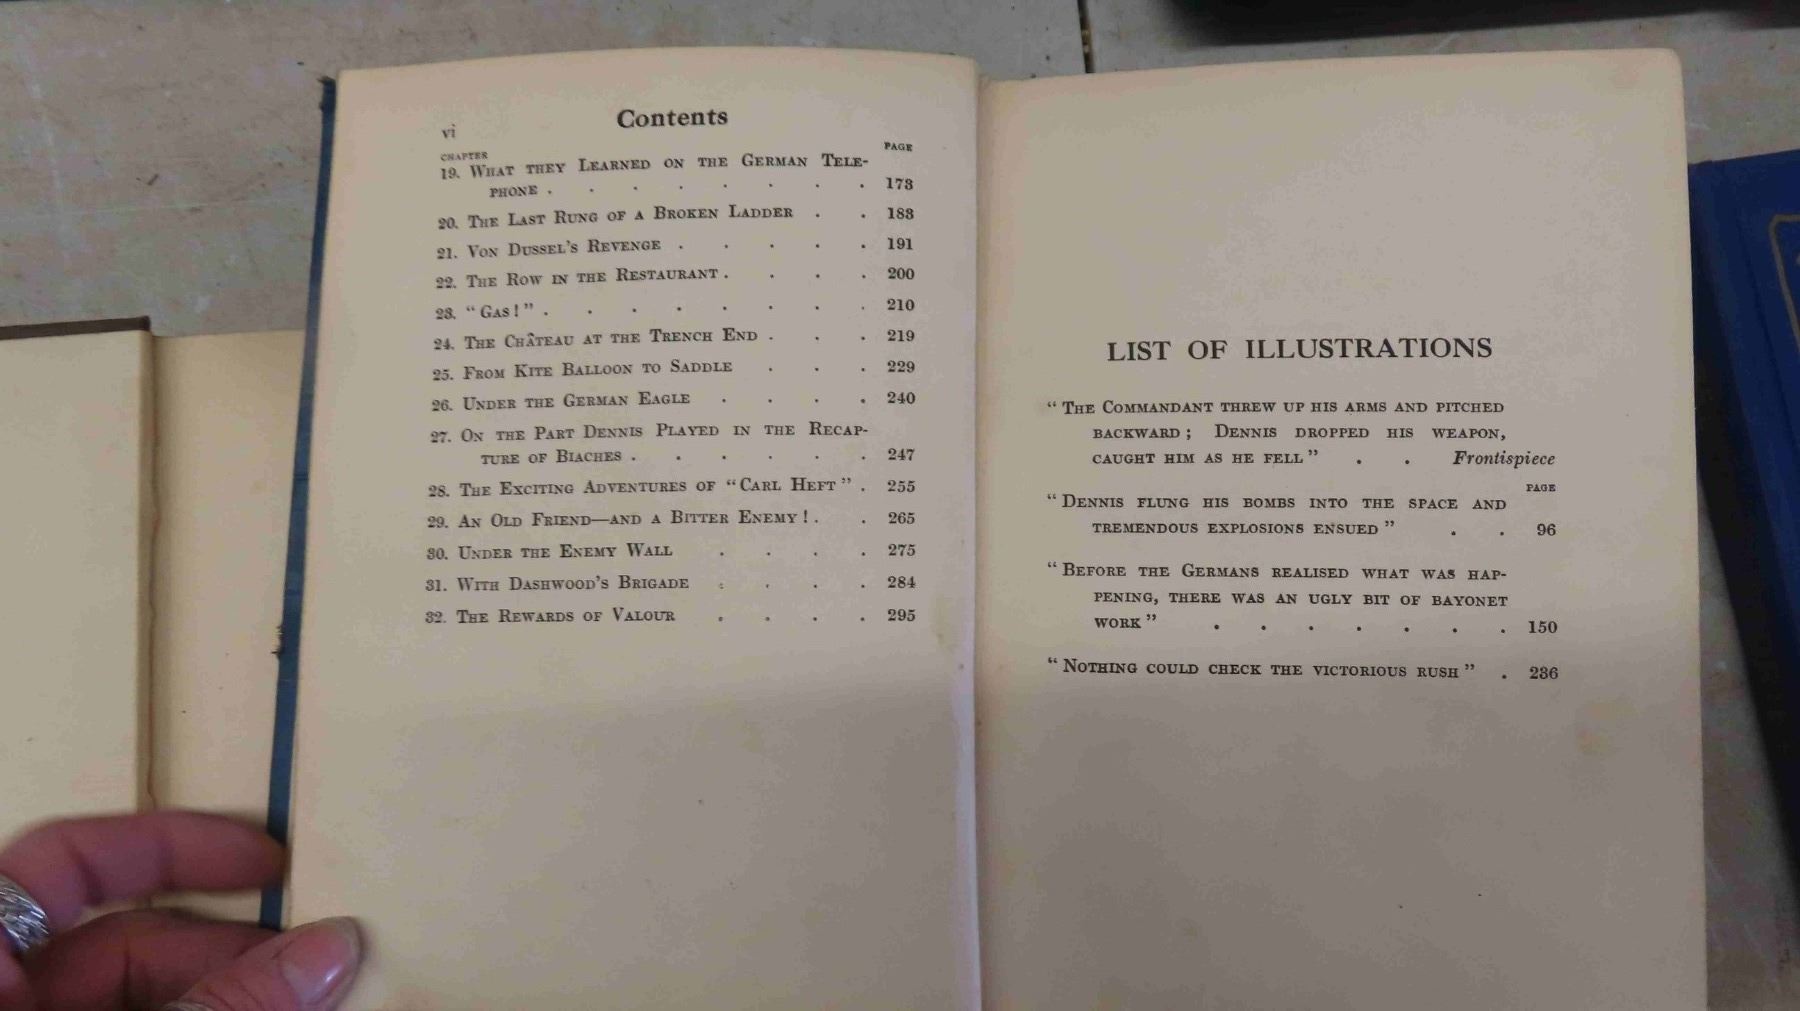 vi
Contents
CHAPTER
PAGE
19. What they Learned on the German Tele-
phone . . . . . . . . 173
20. The Last Rung of a Broken Ladder . . 183
21. Von Dussel's Revenge . . . . . 191
22. The Row in the Restaurant . . . . 200
23. "Gas!" . . . . . . . . 210
24. The Château at the Trench End . . . 219
25. From Kite Balloon to Saddle . . . 229
26. Under the German Eagle . . . . 240
27. On the Part Dennis Played in the Recap-
ture of Biaches . . . . . . 247
28. The Exciting Adventures of "Carl Heft" . 255
29. An Old Friend—and a Bitter Enemy! . . 265
30. Under the Enemy Wall . . . . 275
31. With Dashwood's Brigade . . . . 284
32. The Rewards of Valour . . . . 295
LIST OF ILLUSTRATIONS
"The Commandant threw up his arms and pitched
backward; Dennis dropped his weapon,
caught him as he fell" . . Frontispiece
PAGE
"Dennis flung his bombs into the space and
tremendous explosions ensued" . . 96
"Before the Germans realised what was hap-
pening, there was an ugly bit of bayonet
work" . . . . . . . 150
"Nothing could check the victorious rush" . 236